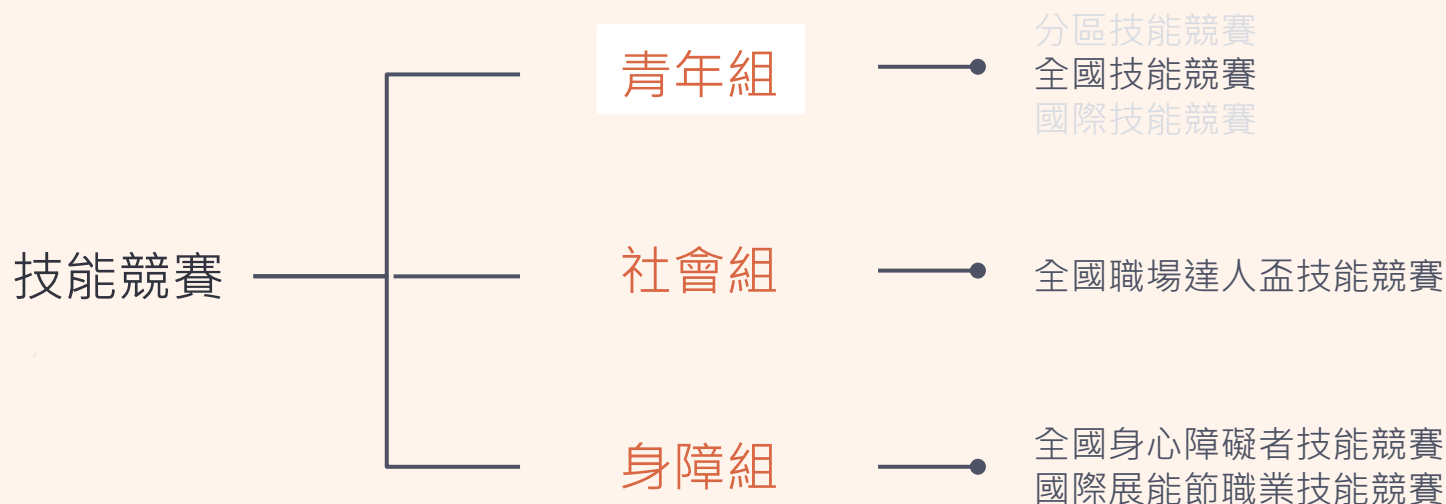 技能競賽
青年組
分區技能競賽
全國技能競賽
國際技能競賽
社會組
全國職場達人盃技能競賽
身障組
全國身心障礙者技能競賽
國際展能節職業技能競賽